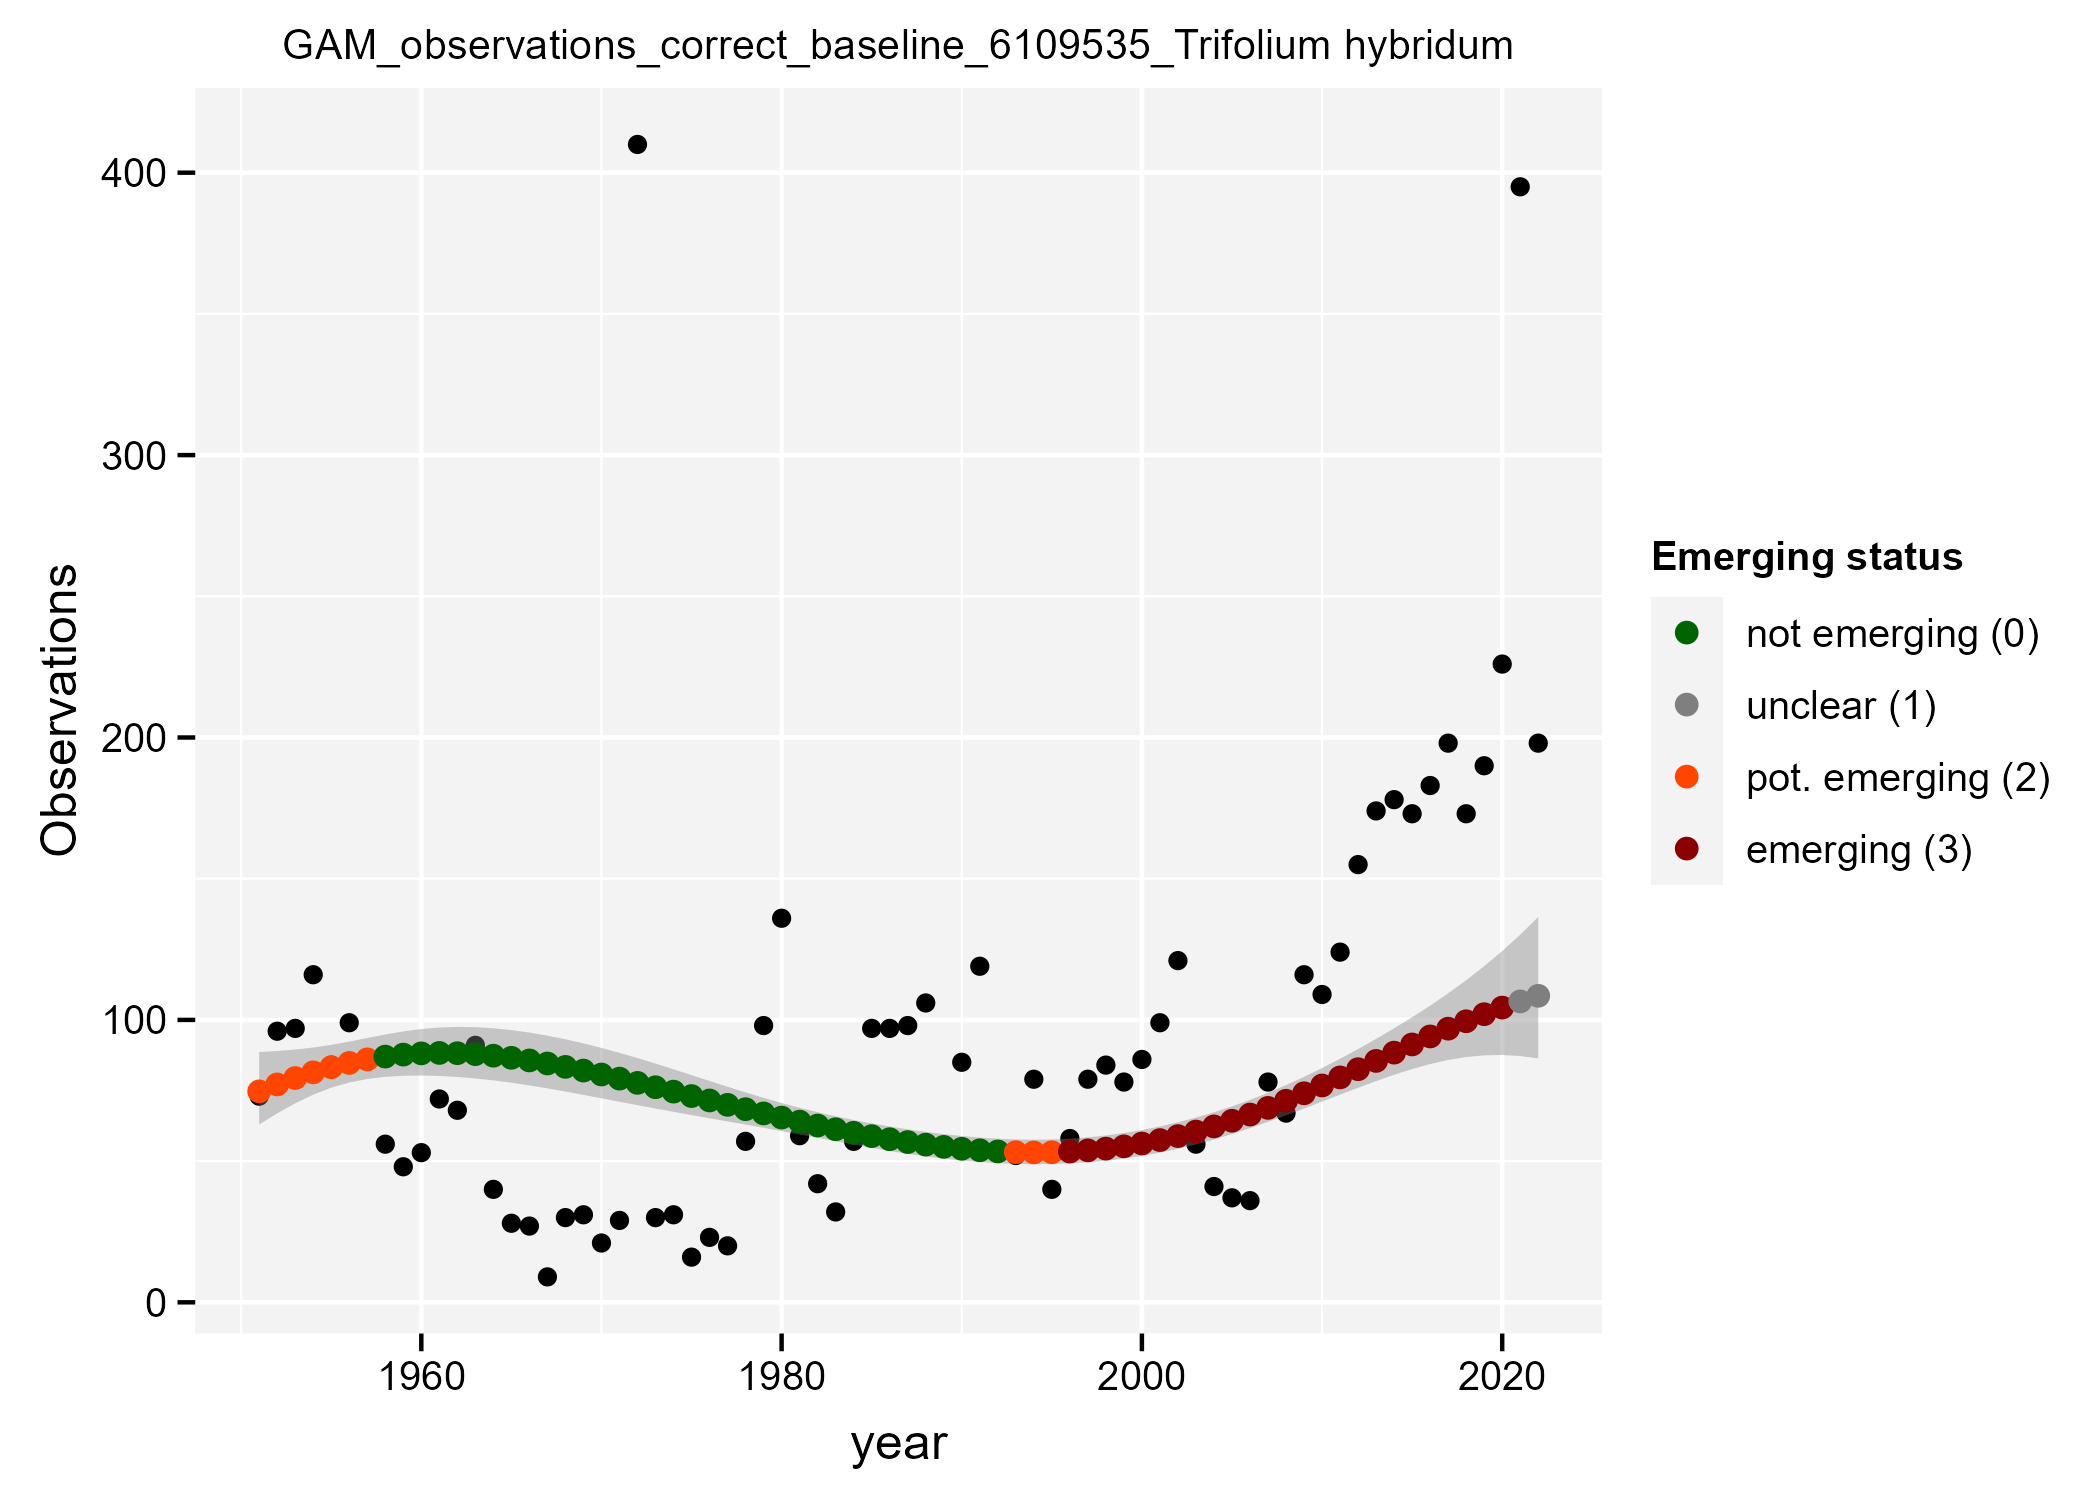 GAM_observations_correct_baseline_6109535_Trifolium hybridum
Observations
400
300
200
100
0
1960
1980
2000
2020
year
Emerging status
not emerging (0)
unclear (1)
pot. emerging (2)
emerging (3)